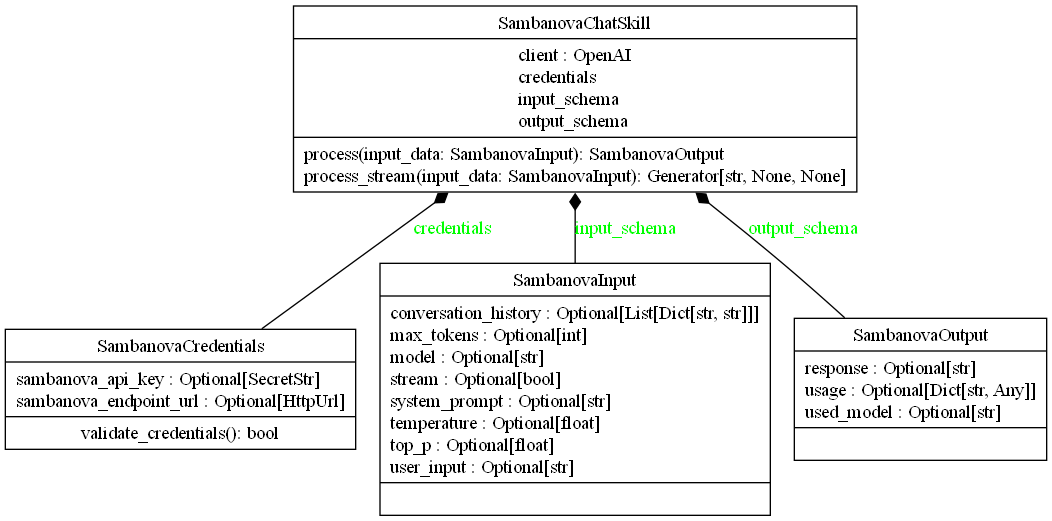 SambanovaChatSkill
client : OpenAI
credentials
input_schema
output_schema
process(input_data: SambanovaInput): SambanovaOutput
process_stream(input_data: SambanovaInput): Generator[str, None, None]
credentials
input_schema
output_schema
SambanovaCredentials
sambanova_api_key : Optional[SecretStr]
sambanova_endpoint_url : Optional[HttpUrl]
validate_credentials(): bool
SambanovaInput
conversation_history : Optional[List[Dict[str, str]]]
max_tokens : Optional[int]
model : Optional[str]
stream : Optional[bool]
system_prompt : Optional[str]
temperature : Optional[float]
top_p : Optional[float]
user_input : Optional[str]
SambanovaOutput
response : Optional[str]
usage : Optional[Dict[str, Any]]
used_model : Optional[str]